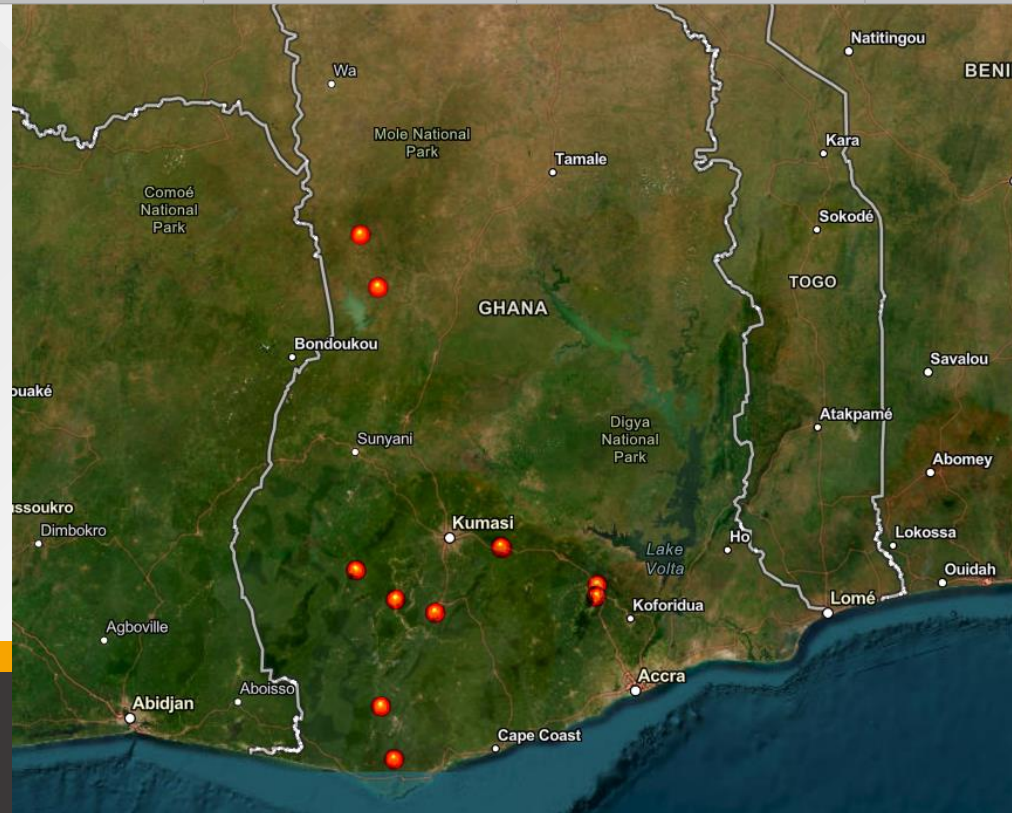 Natitingou
BENI
Wa
Mole National
Park
Kara
Tamale
Comoé
National
Park
Sokodé
TOGO
GHANA
Bondoukou
Savalou
ouaké
Atakpamé
Digya
National
Park
Sunyani
Abomey
ussoukro
Kumasi
Dimbokro
Lokossa
Ho
Lake
Volta
Ouidah
Lomé
Koforidua
Agboville
Accra
Aboisso
Abidjan
Cape Coast